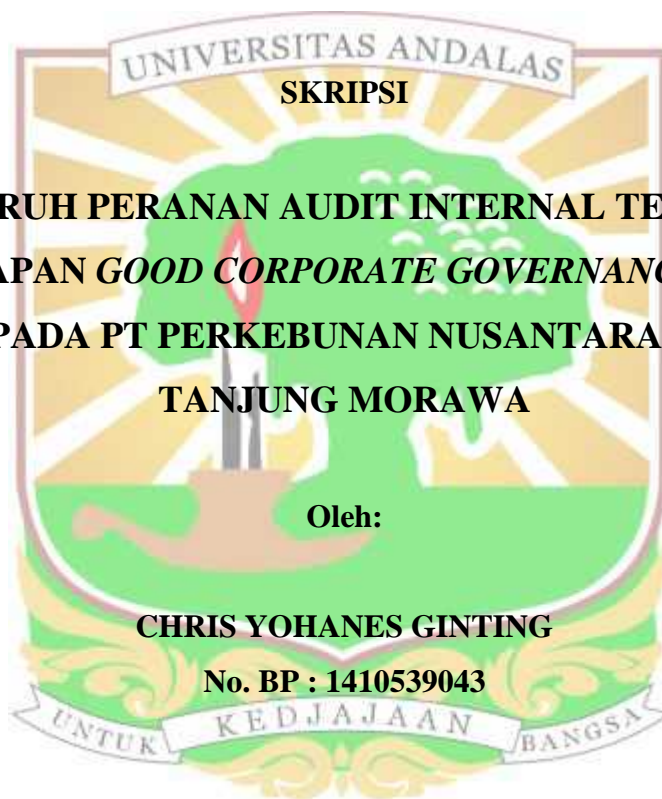 UNIVERSITAS ANDALAS
SKRIPSI
RUH PERANAN AUDIT INTERNAL TE
APAN GOOD CORPORATE GOVERNANC
PADA PT PERKEBUNAN NUSANTARA
TANJUNG MORAWA
Oleh:
CHRIS YOHANES GINTING
No. BP : 1410539043
UNTUK KEDJAJAAN BANGSA